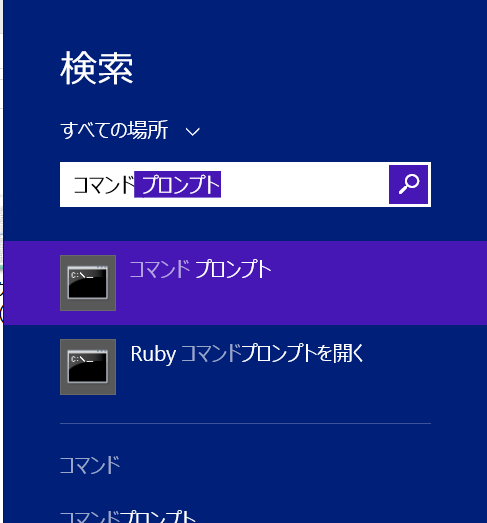 検索
すべての場所
コマンド プロンプト
コマンド プロンプト
Ruby コマンドプロンプトを開く
コマンド
コマンドプロンプト